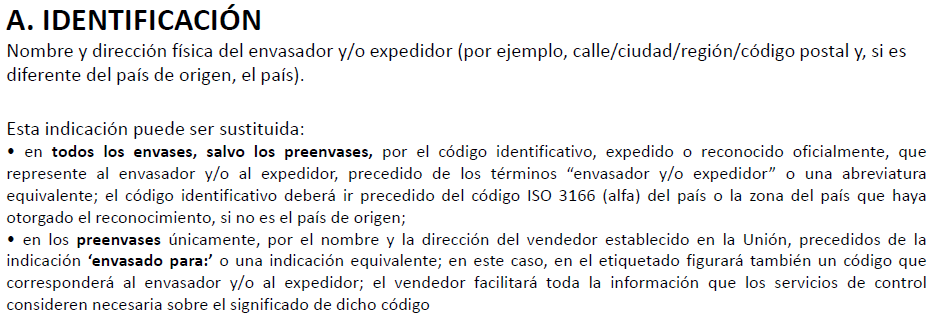 A. IDENTIFICACIÓN
Nombre y dirección física del envasador y/o expedidor (por ejemplo, calle/ciudad/región/código postal y, si es
diferente del país de origen, el país).
Esta indicación puede ser sustituida:
• en todos los envases, salvo los preenvases, por el código identificativo, expedido o reconocido oficialmente, que
represente al envasador y/o al expedidor, precedido de los términos “envasador y/o expedidor” o una abreviatura
equivalente; el código identificativo deberá ir precedido del código ISO 3166 (alfa) del país o la zona del país que haya
otorgado el reconocimiento, si no es el país de origen;
• en los preenvases únicamente, por el nombre y la dirección del vendedor establecido en la Unión, precedidos de la
indicación ‘envasado para:’ o una indicación equivalente; en este caso, en el etiquetado figurará también un código que
corresponderá al envasador y/o al expedidor; el vendedor facilitará toda la información que los servicios de control
consideren necesaria sobre el significado de dicho código